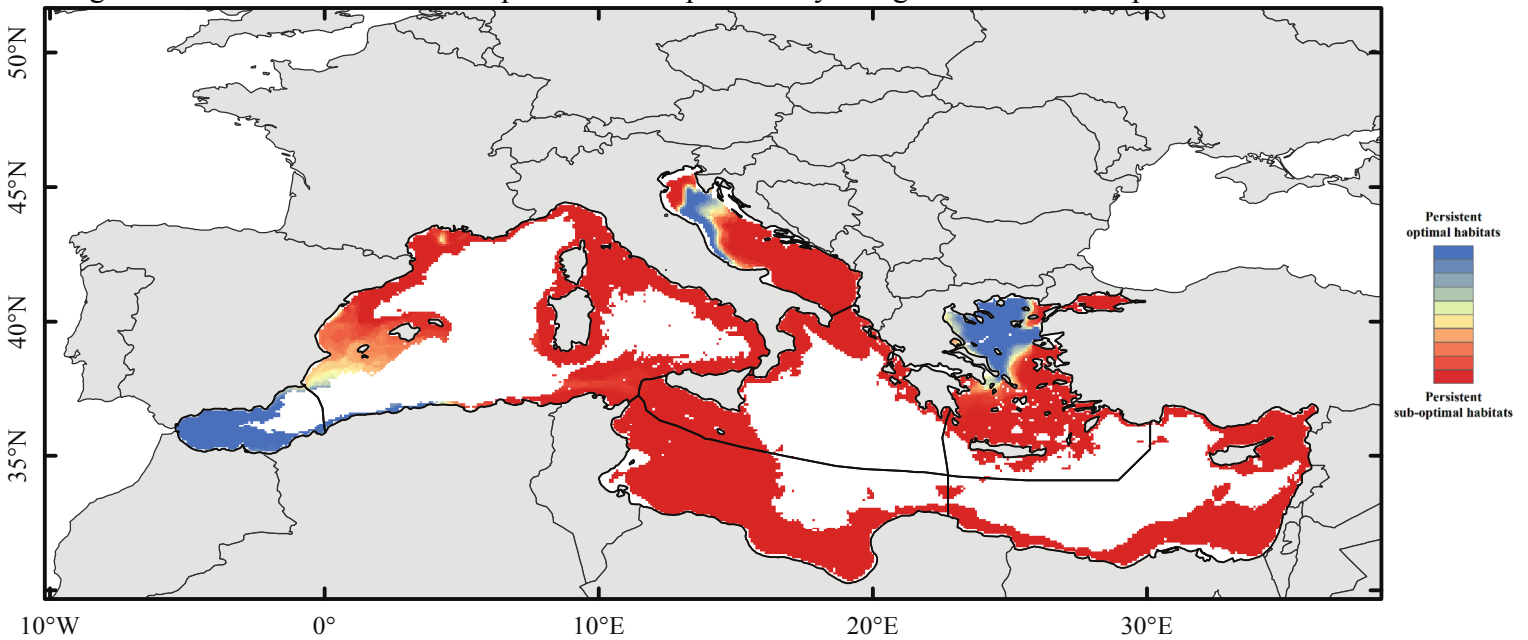 50°N
45°N
40°N
35°N
10°W 0° 10°E 20°E 30°E
Persistent
optimal habitats
Persistent
sub-optimal habitats